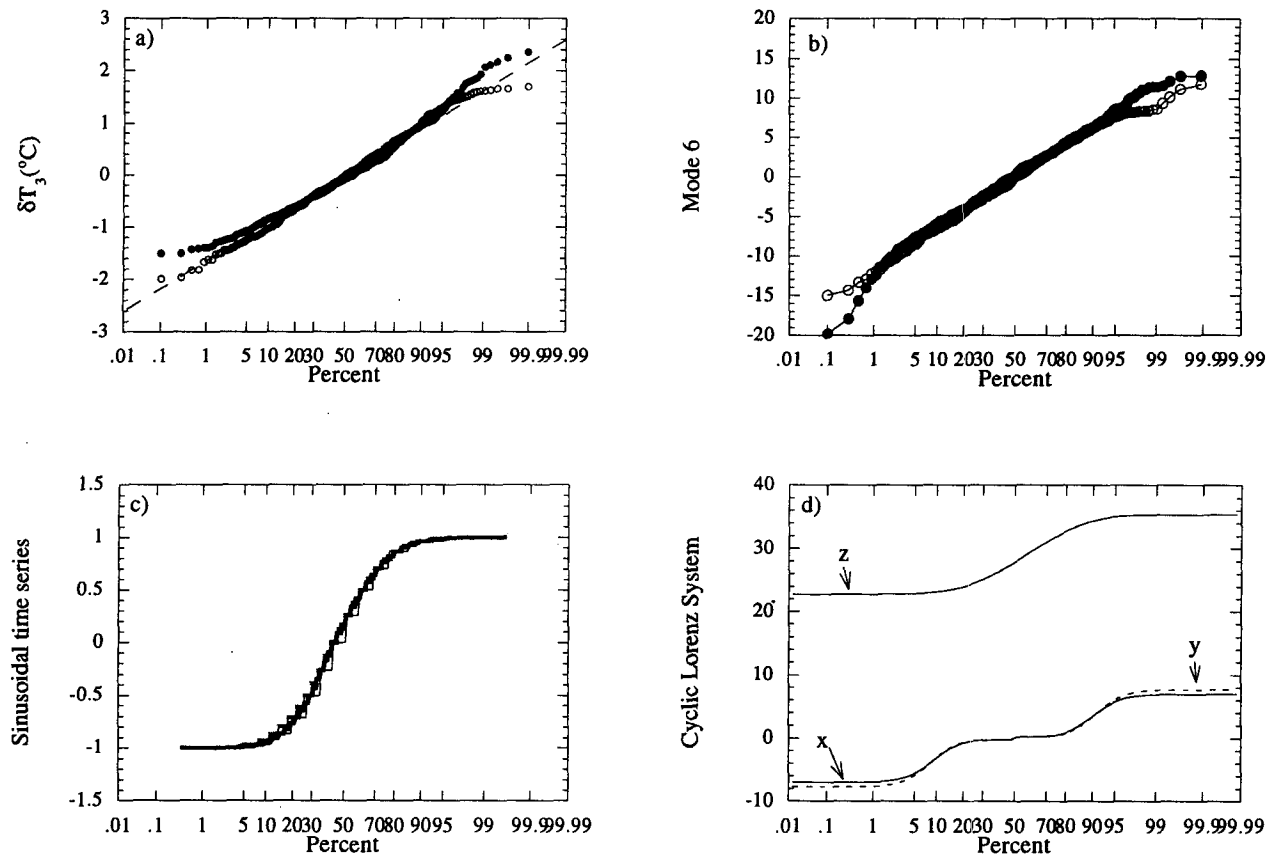 a)
3
2
1
0
-1
-2
-3
δT₃(°C)
.01 .1 1 5 10 2030 50 7080 9095 99 99.999.99
Percent
b)
20
15
10
5
0
-5
-10
-15
-20
Mode 6
.01 .1 1 5 10 2030 50 7080 9095 99 99.999.99
Percent
c)
1.5
1
0.5
0
-0.5
-1
-1.5
Sinusoidal time series
.01 .1 1 5 10 2030 50 7080 9095 99 99.999.99
Percent
d)
40
30
20
10
0
-10
Cyclic Lorenz System
z
y
x
.01 .1 1 5 10 2030 50 7080 9095 99 99.999.99
Percent